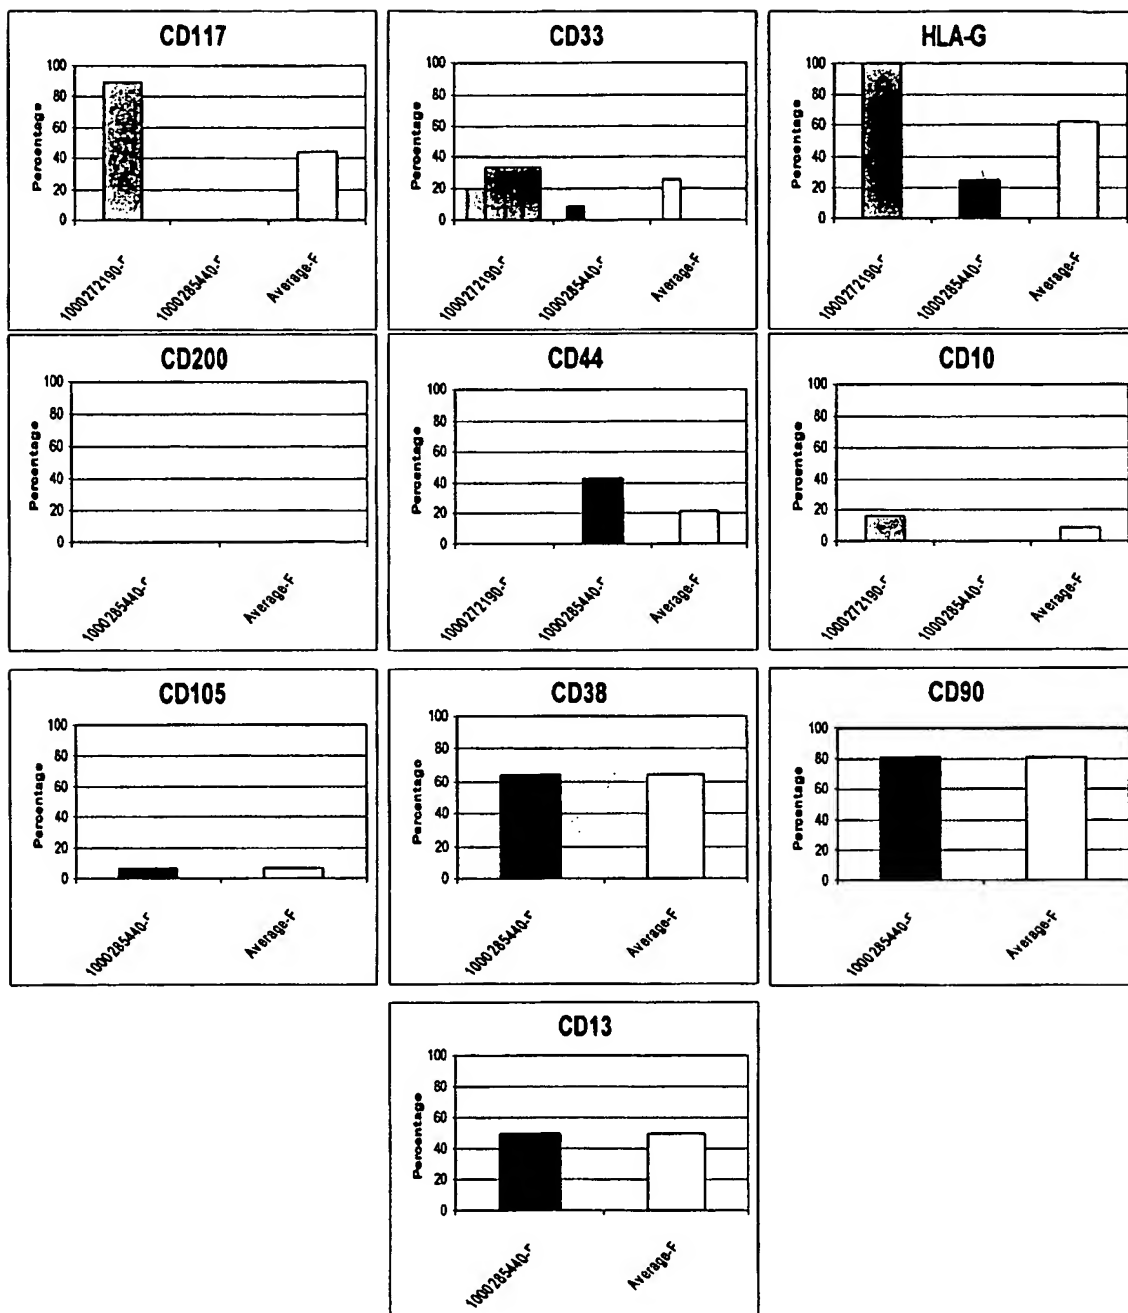 CD117
Percentage
100
80
60
40
20
0
1000272190-F
1000285440-F
Average-F
CD33
Percentage
100
80
60
40
20
0
1000272190-F
1000285440-F
Average-F
HLA-G
Percentage
100
80
60
40
20
0
1000272190-F
1000285440-F
Average-F
CD200
Percentage
100
80
60
40
20
0
1000285440-F
Average-F
CD44
Percentage
100
80
60
40
20
0
1000272190-F
1000285440-F
Average-F
CD10
Percentage
100
80
60
40
20
0
1000272190-F
1000285440-F
Average-F
CD105
Percentage
100
80
60
40
20
0
1000285440-F
Average-F
CD38
Percentage
100
80
60
40
20
0
1000285440-F
Average-F
CD90
Percentage
100
80
60
40
20
0
1000285440-F
Average-F
CD13
Percentage
100
80
60
40
20
0
1000285440-F
Average-F